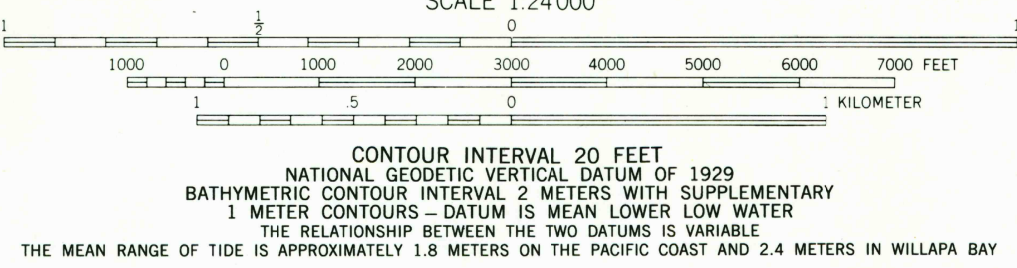 SCALE 1:24000
1 ½ 0 1
1000 0 1000 2000 3000 4000 5000 6000 7000 FEET
1 .5 0 1 KILOMETER
CONTOUR INTERVAL 20 FEET
NATIONAL GEODETIC VERTICAL DATUM OF 1929
BATHYMETRIC CONTOUR INTERVAL 2 METERS WITH SUPPLEMENTARY
1 METER CONTOURS – DATUM IS MEAN LOWER LOW WATER
THE RELATIONSHIP BETWEEN THE TWO DATUMS IS VARIABLE
THE MEAN RANGE OF TIDE IS APPROXIMATELY 1.8 METERS ON THE PACIFIC COAST AND 2.4 METERS IN WILLAPA BAY